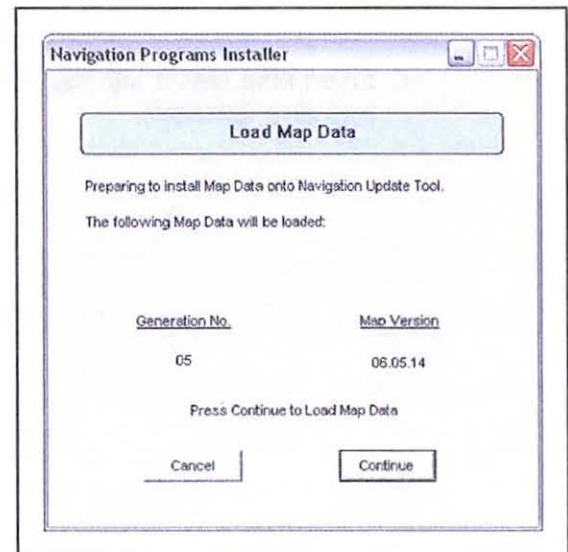 Navigation Programs Installer
Load Map Data
Preparing to install Map Data onto Navigation Update Tool.
The following Map Data will be loaded:
Generation No. Map Version
05 06.05.14
Press Continue to Load Map Data
Cancel Continue